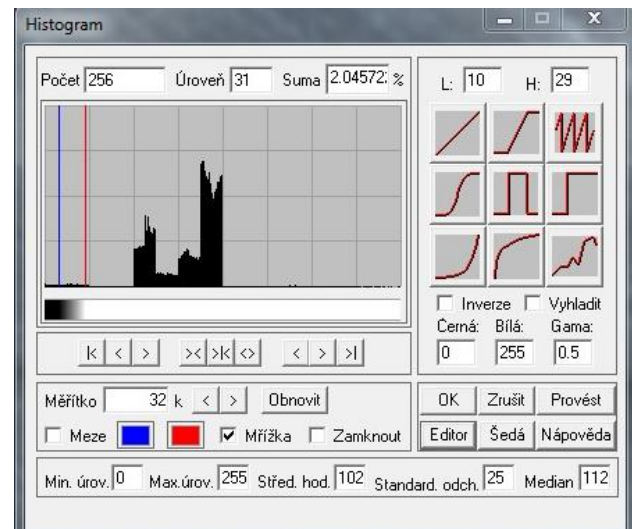 Histogram
X
Počet 256 Úroveň 31 Suma 2.04572: %
L: 10 H: 29
Inverze Vyhladit
Černá: Bílá: Gama:
0 255 0.5
|< < > >< >|< <> < > >|
Měřítko 32 k < > Obnovit
OK Zrušit Provést
Meze Mřížka Zamknout
Editor Šedá Nápověda
Min. úrov. 0 Max.úrov. 255 Střed. hod. 102 Standard. odch. 25 Median 112